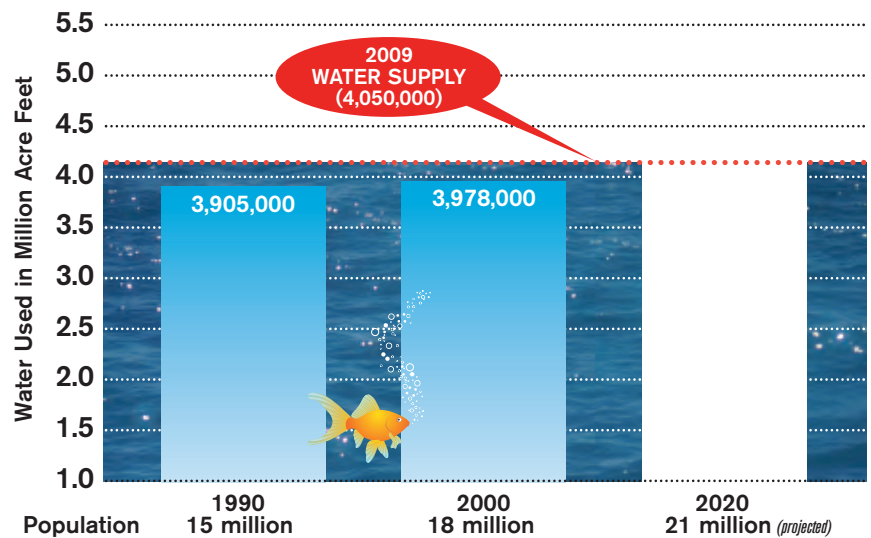 Water Used in Million Acre Feet
5.5
5.0
4.5
4.0
3.5
3.0
2.5
2.0
1.5
1.0
2009
WATER SUPPLY
(4,050,000)
3,905,000
3,978,000
1990
2000
2020
Population
15 million
18 million
21 million (projected)